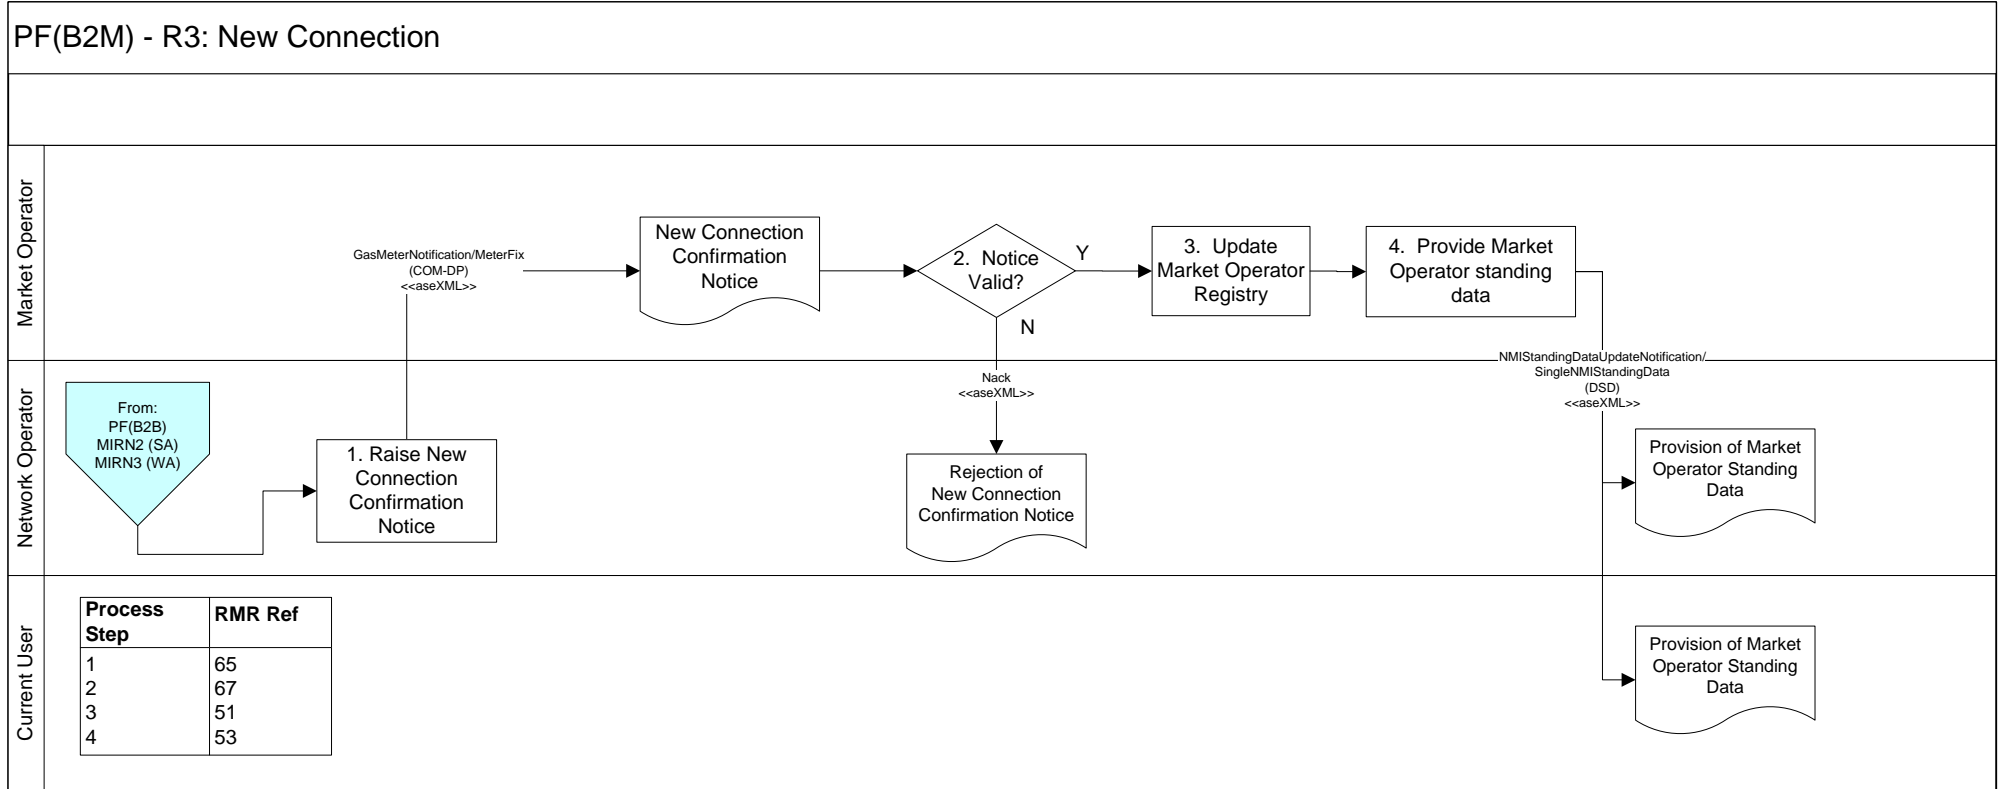 PF(B2M) - R3: New Connection
Market Operator
GasMeterNotification/MeterFix
(COM-DP)
<<aseXML>>
New Connection
Confirmation
Notice
2. Notice
Valid?
Y
N
3. Update
Market Operator
Registry
4. Provide Market
Operator standing
data
Network Operator
From:
PF(B2B)
MIRN2 (SA)
MIRN3 (WA)
1. Raise New
Connection
Confirmation
Notice
Nack
<<aseXML>>
Rejection of
New Connection
Confirmation Notice
NMIStandingDataUpdateNotification/
SingleNMIStandingData
(DSD)
<<aseXML>>
Provision of Market
Operator Standing
Data
Current User
Process
Step
RMR Ref
1 65
2 67
3 51
4 53
Provision of Market
Operator Standing
Data